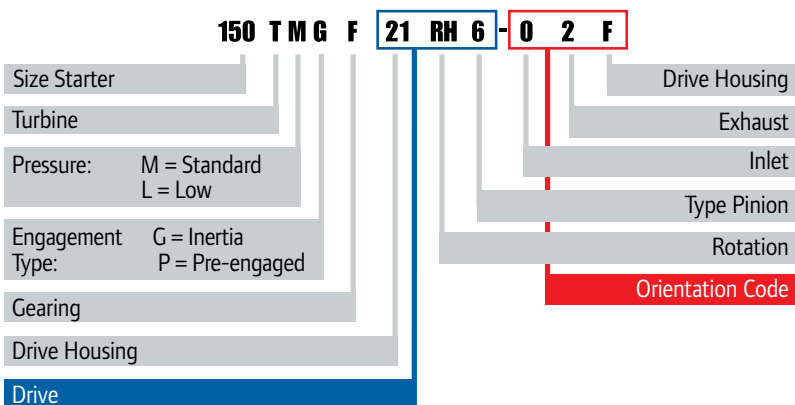 150 T M G F 21 RH 6 - 0 2 F
Size Starter
Turbine
Pressure: M = Standard
L = Low
Engagement G = Inertia
Type: P = Pre-engaged
Gearing
Drive Housing
Drive
Drive Housing
Exhaust
Inlet
Type Pinion
Rotation
Orientation Code